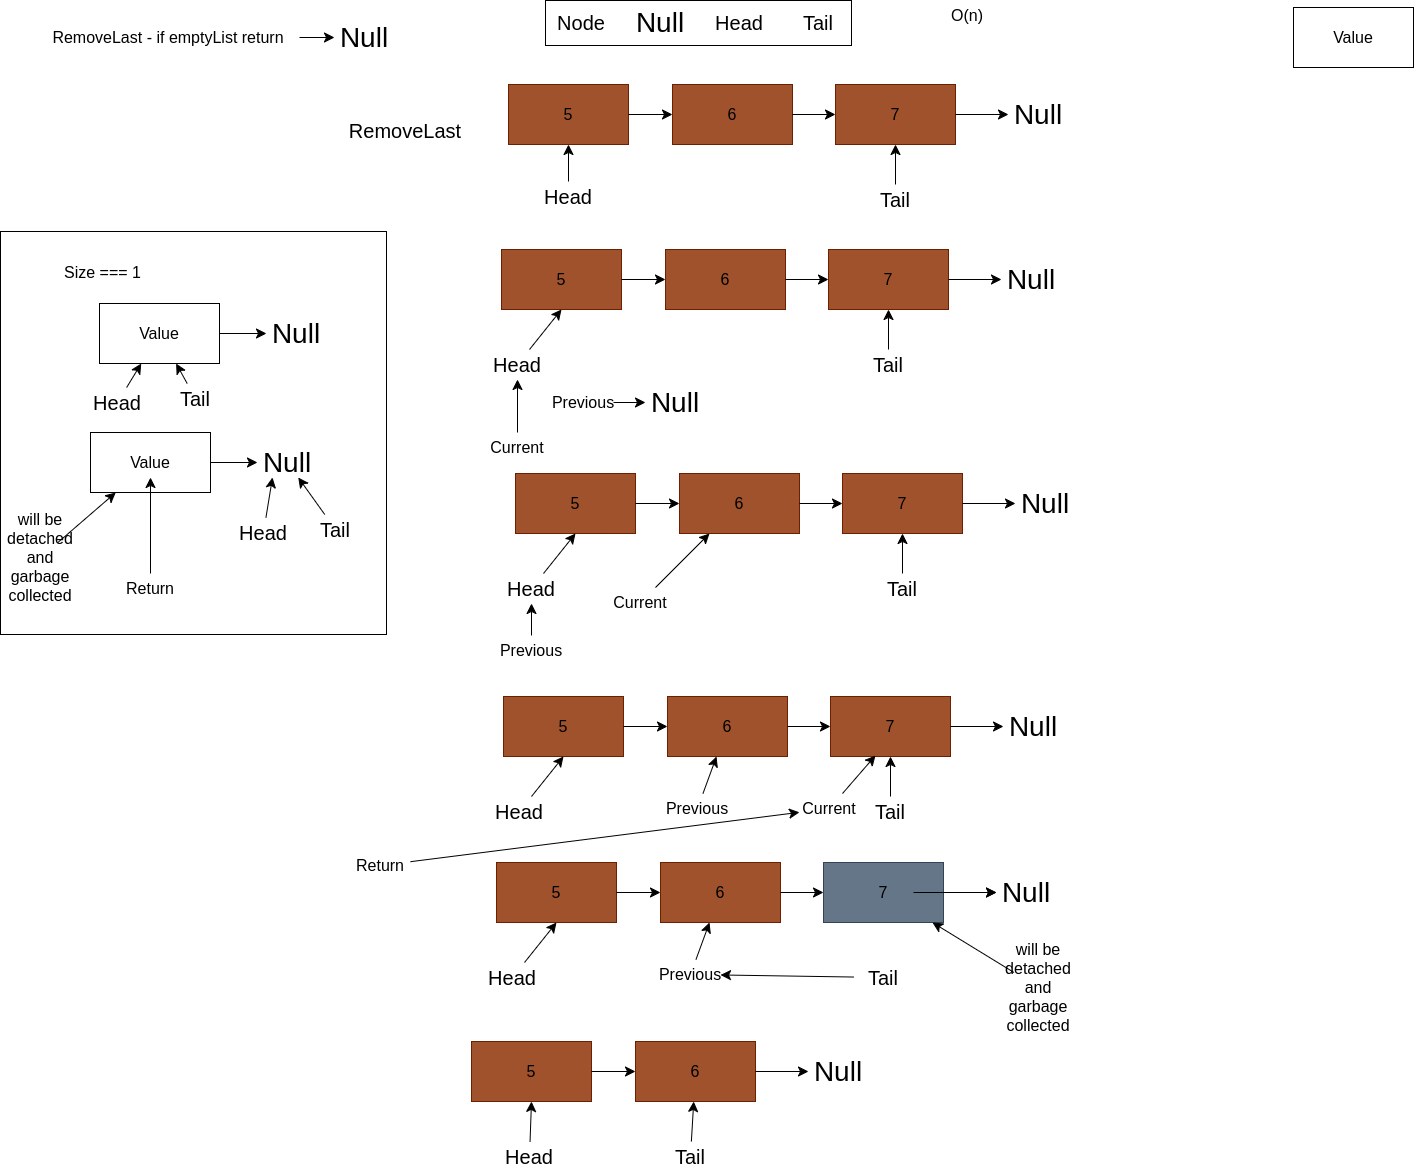 RemoveLast - if emptyList return
Null
Node
Null
Head
Tail
O(n)
Value
5
6
7
Null
RemoveLast
Head
Tail
Size === 1
Value
Null
Head
Tail
Value
Null
Head
Tail
will be
detached
and
garbage
collected
Return
5
6
7
Null
Head
Tail
Previous
Null
Current
5
6
7
Null
Head
Current
Tail
Previous
5
6
7
Null
Head
Previous
Current
Tail
Return
5
6
7
Null
Head
Previous
Tail
will be
detached
and
garbage
collected
5
6
Null
Head
Tail